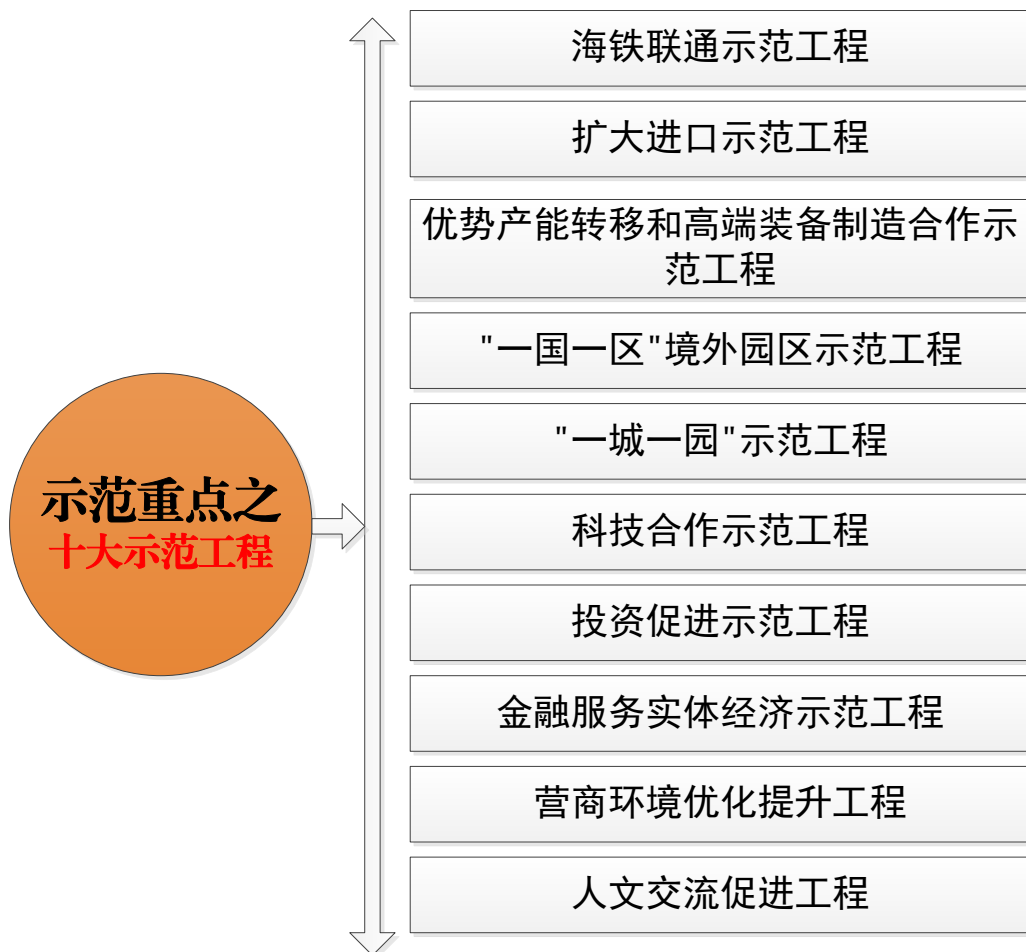 海铁联通示范工程
扩大进口示范工程
优势产能转移和高端装备制造合作示
范工程
"一国一区"境外园区示范工程
"一城一园"示范工程
示范重点之
十大示范工程
科技合作示范工程
投资促进示范工程
金融服务实体经济示范工程
营商环境优化提升工程
人文交流促进工程